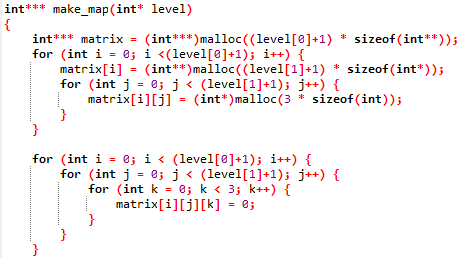 int*** make_map(int* level)
{
    int*** matrix = (int***)malloc((level[0]+1) * sizeof(int**));
    for (int i = 0; i <(level[0]+1); i++) {
        matrix[i] = (int**)malloc((level[1]+1) * sizeof(int*));
        for (int j = 0; j < (level[1]+1); j++) {
            matrix[i][j] = (int*)malloc(3 * sizeof(int));
        }
    }

    for (int i = 0; i < (level[0]+1); i++) {
        for (int j = 0; j < (level[1]+1); j++) {
            for (int k = 0; k < 3; k++) {
                matrix[i][j][k] = 0;
            }
        }
    }